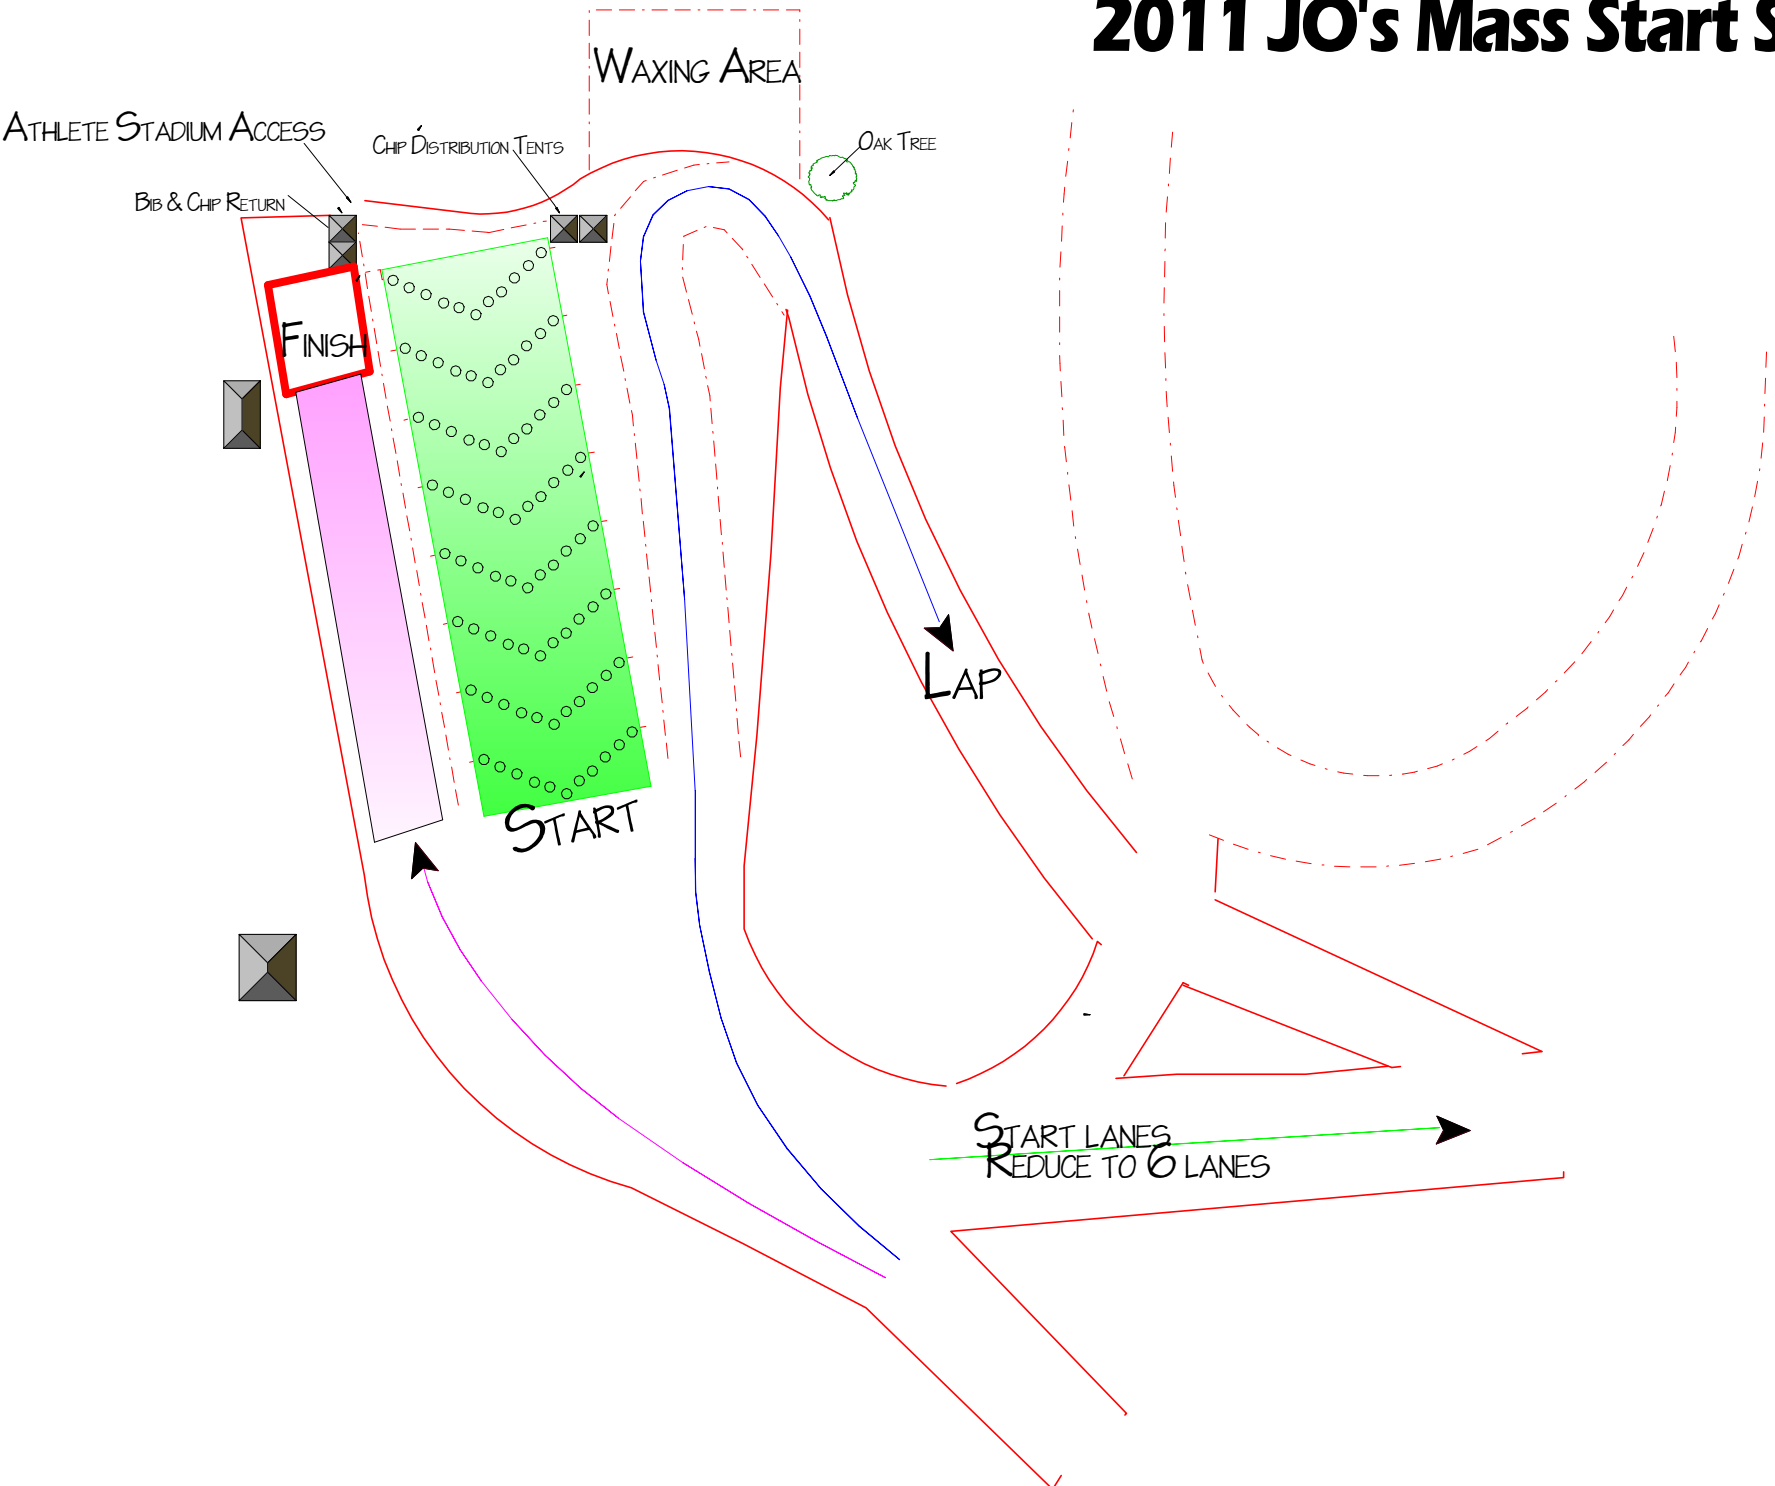 2011 JO's Mass Start S
Waxing Area
Athlete Stadium Access
Chip Distribution Tents
Oak Tree
Bib & Chip Return
Finish
Lap
Start
Start lanes
Reduce to 6 lanes